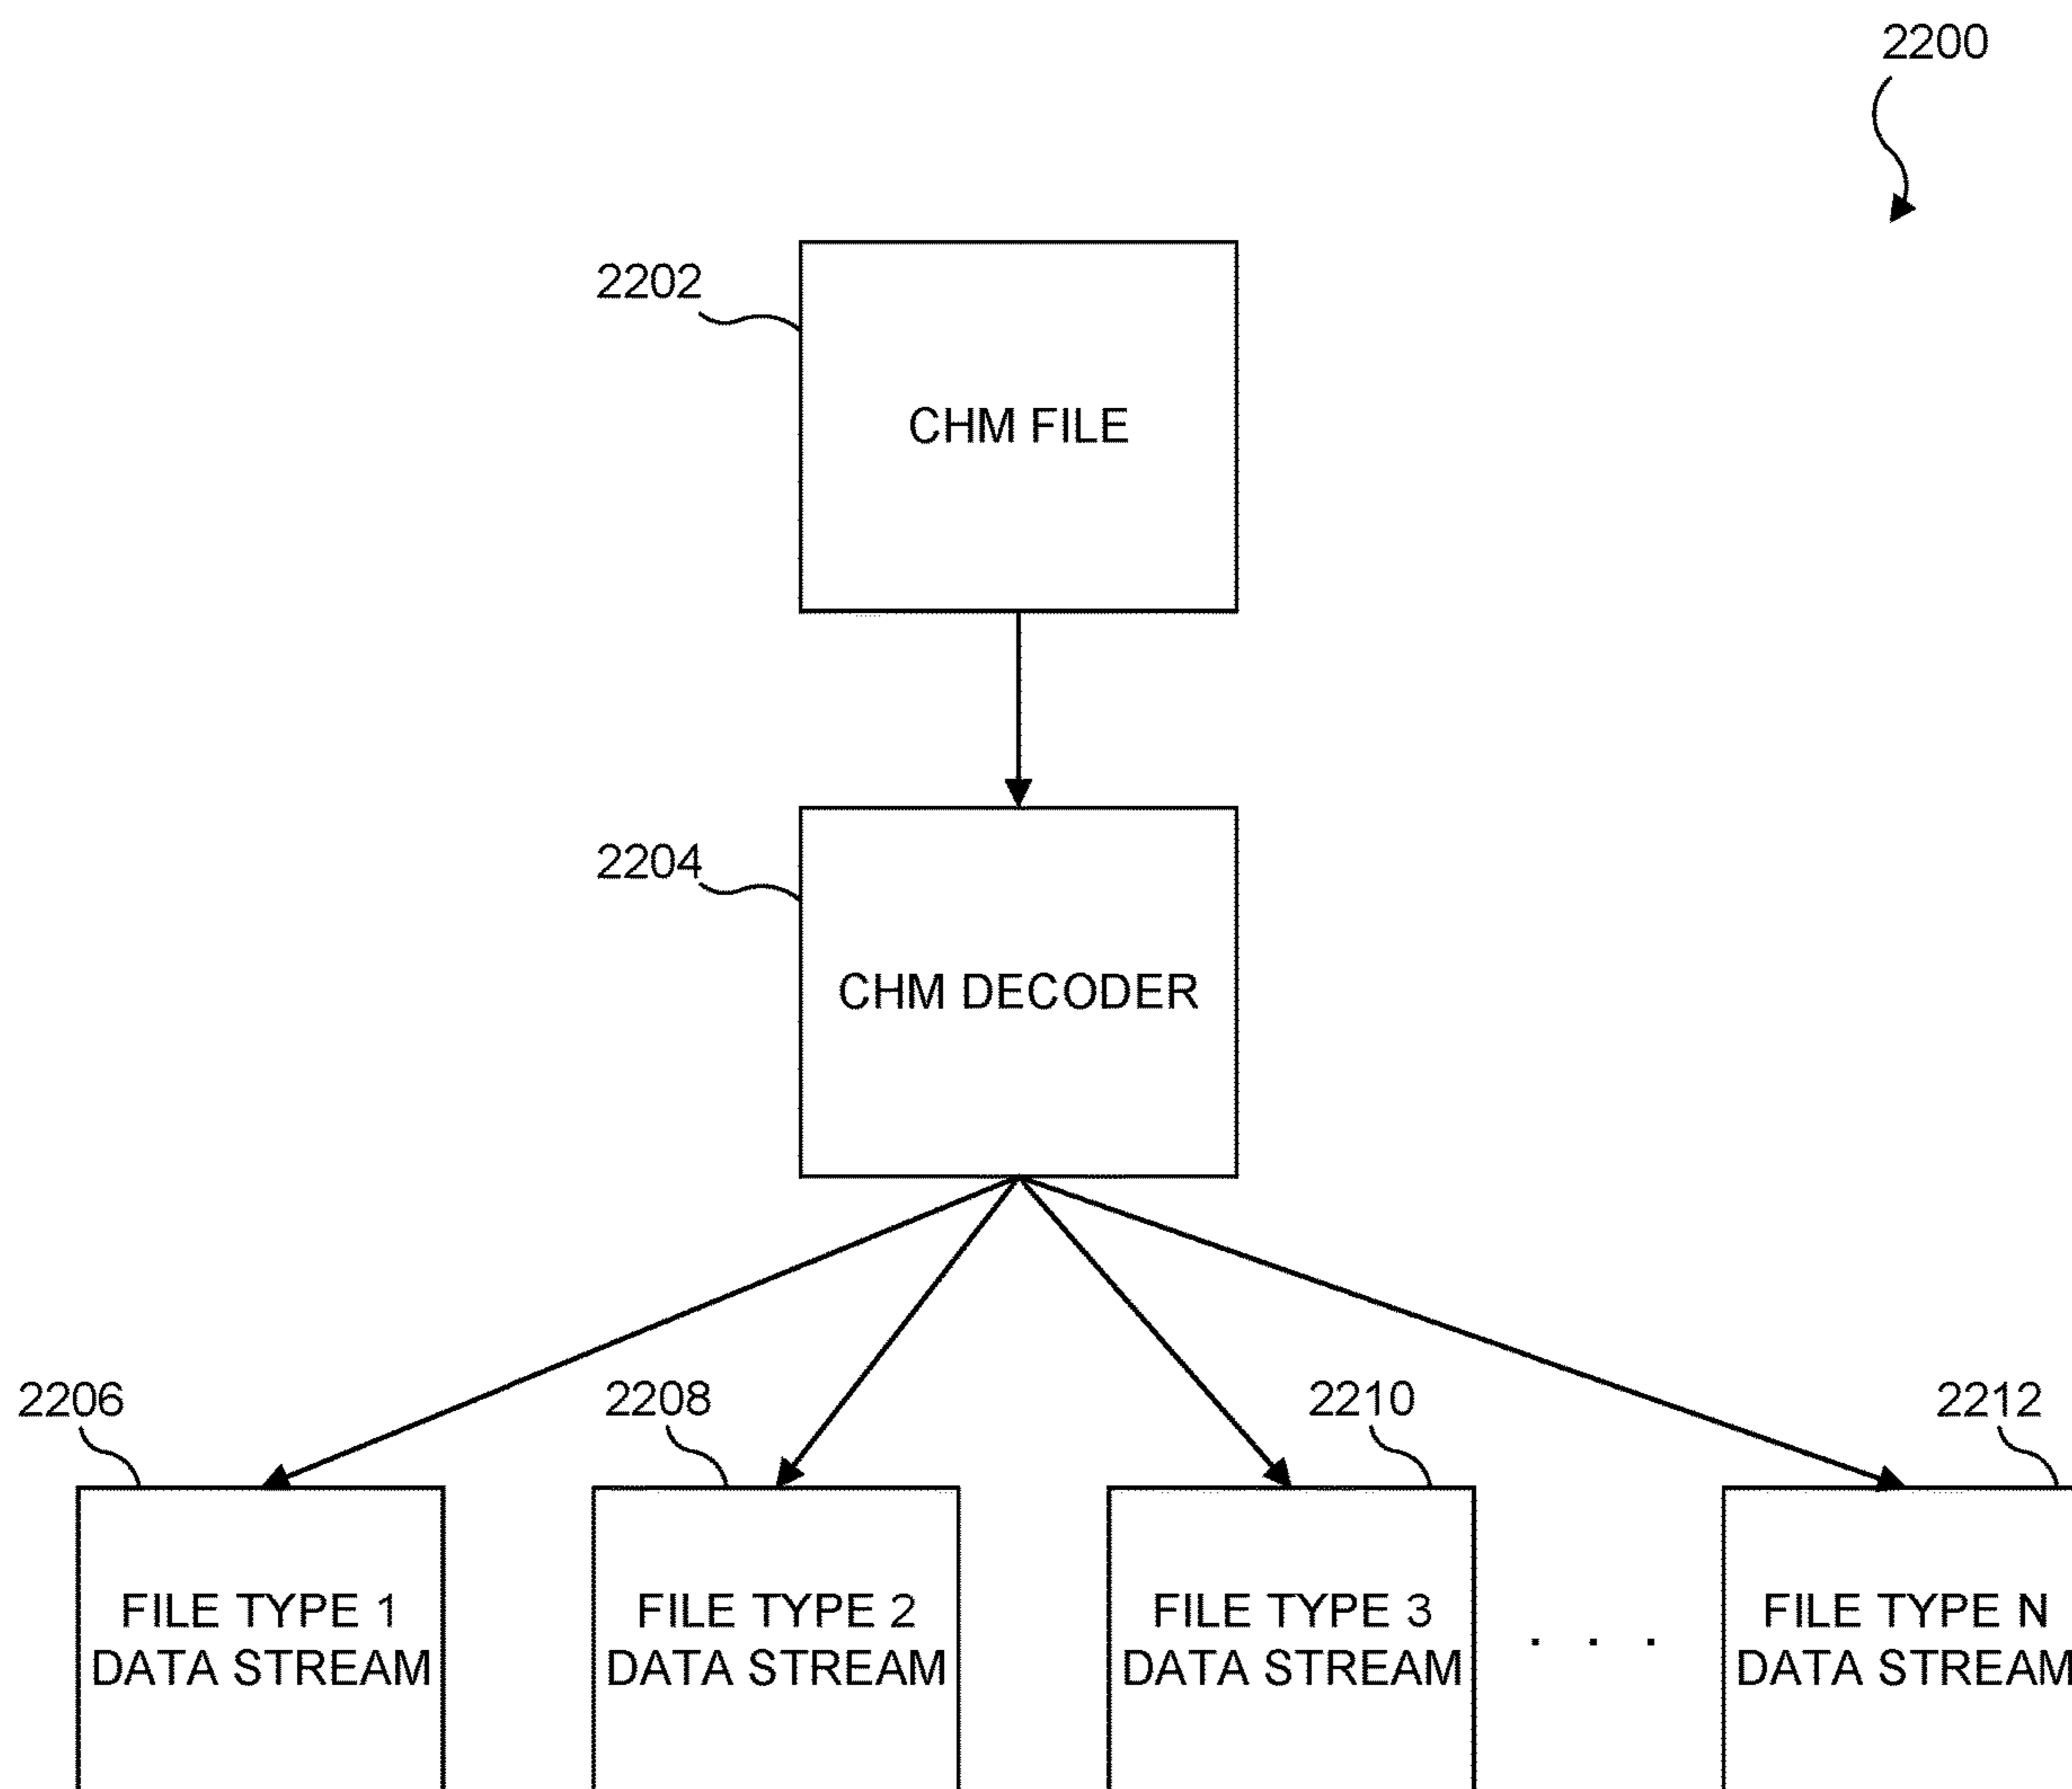 2200
2202
CHM FILE
2204
CHM DECODER
2206
2208
2210
2212
FILE TYPE 1
DATA STREAM
FILE TYPE 2
DATA STREAM
FILE TYPE 3
DATA STREAM
. . .
FILE TYPE N
DATA STREAM